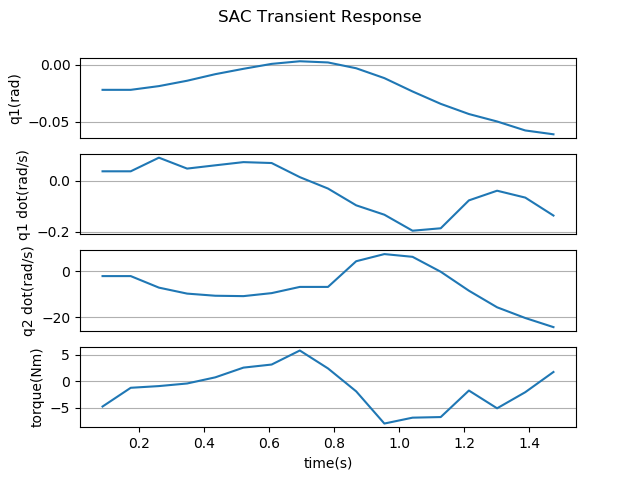 SAC Transient Response
q1(rad)
0.00
−0.05
q1 dot(rad/s)
0.0
−0.2
q2 dot(rad/s)
0
−20
torque(Nm)
5
0
−5
0.2 0.4 0.6 0.8 1.0 1.2 1.4
time(s)